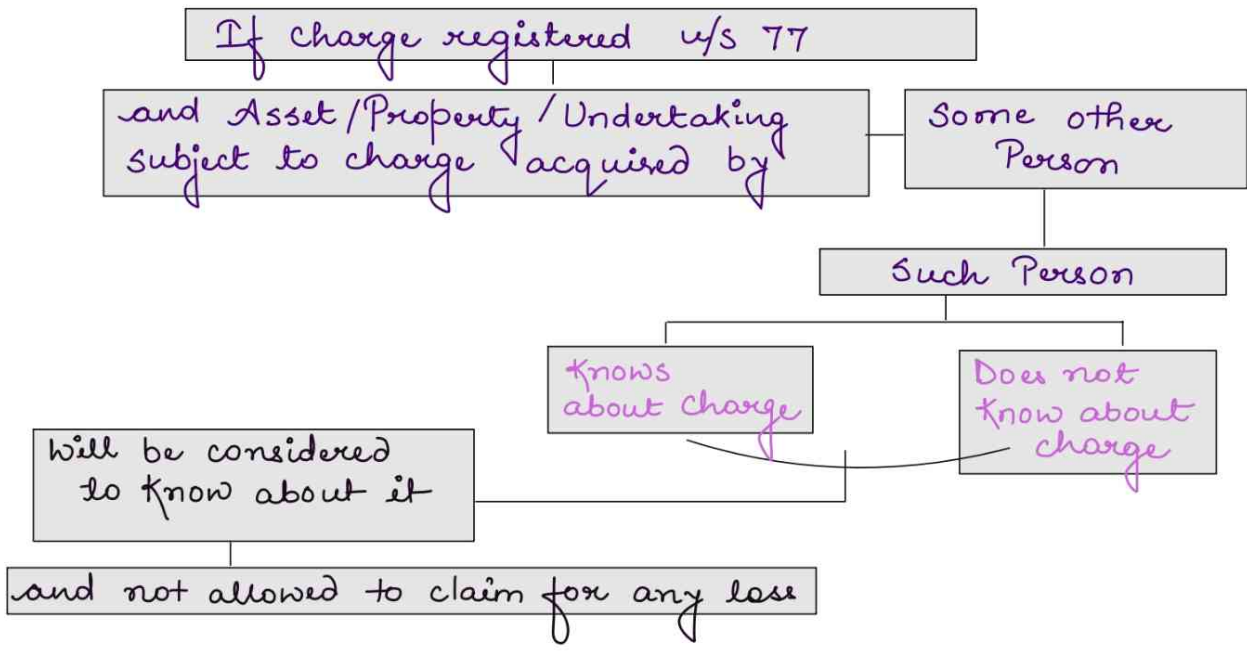 If charge registered u/s 77
and Asset/Property/Undertaking
subject to charge acquired by
Some other
Person
Such Person
Knows
about charge
Does not
Know about
charge
Will be considered
to Know about it
and not allowed to claim for any loss